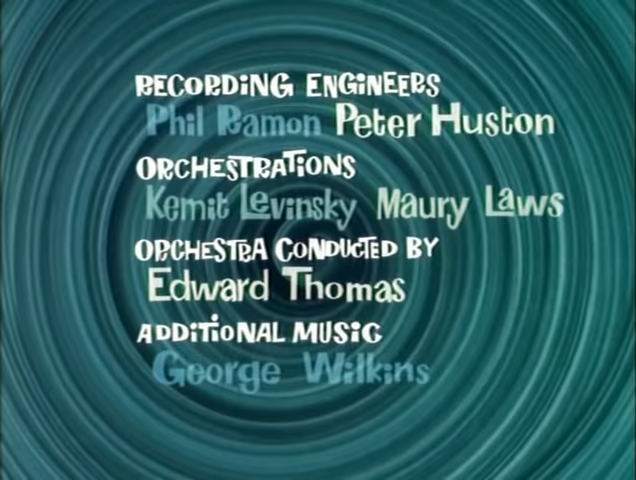 RECORDING ENGINEERS
Phil Ramon Peter Huston
ORCHESTRATIONS
Kemit Levinsky Maury Laws
ORCHESTRA CONDUCTED BY
Edward Thomas
ADDITIONAL MUSIC
George Wilkins